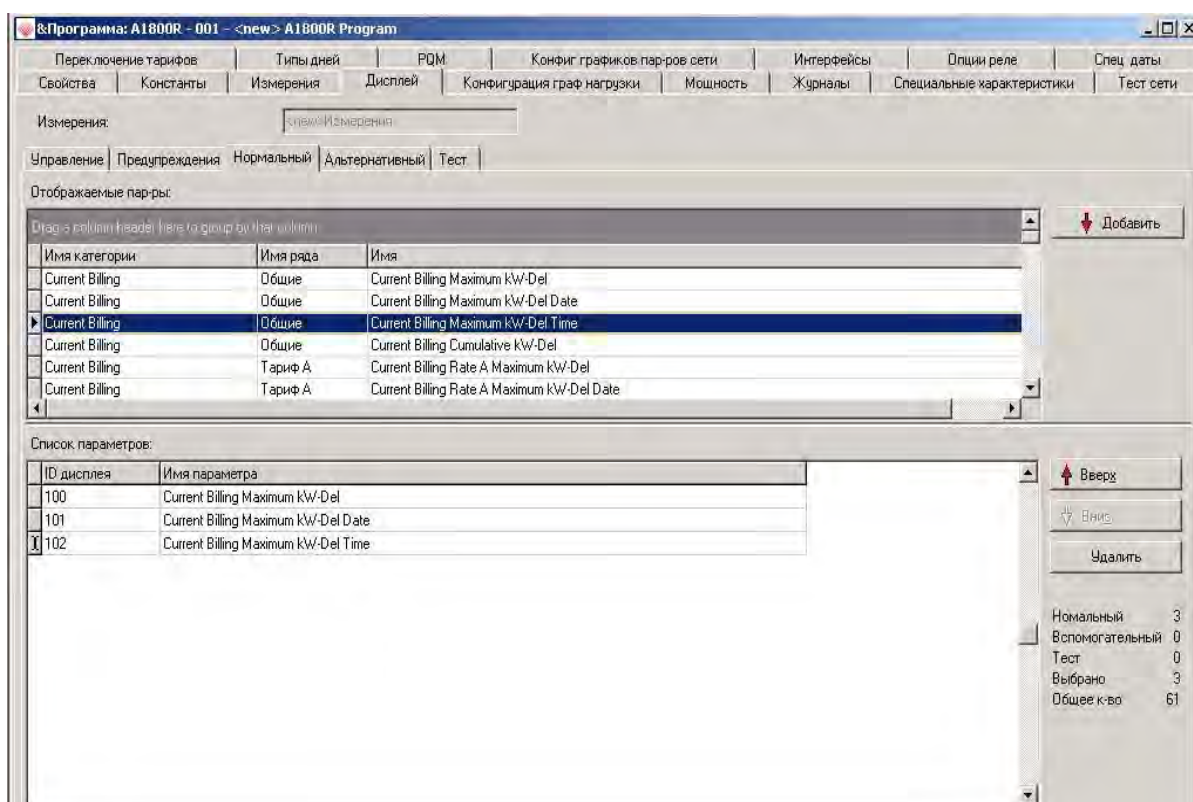 &Программа: A1800R - 001 - <new> A1800R Program
Переключение тарифов Типы дней PQM Конфиг графиков пар-ров сети Интерфейсы Опции реле Спец даты
Свойства Константы Измерения Дисплей Конфигурация граф нагрузки Мощность Журналы Специальные характеристики Тест сети
Измерения: <new> Измерения
Управление Предупреждения Нормальный Альтернативный Тест
Отображаемые пар-ры:
Drag a column header here to group by that column
Добавить
Имя категории Имя ряда Имя
Current Billing Общие Current Billing Maximum kW-Del
Current Billing Общие Current Billing Maximum kW-Del Date
Current Billing Общие Current Billing Maximum kW-Del Time
Current Billing Общие Current Billing Cumulative kW-Del
Current Billing Тариф A Current Billing Rate A Maximum kW-Del
Current Billing Тариф A Current Billing Rate A Maximum kW-Del Date
Список параметров:
ID дисплея Имя параметра
100 Current Billing Maximum kW-Del
101 Current Billing Maximum kW-Del Date
102 Current Billing Maximum kW-Del Time
Вверх
Вниз
Удалить
Номальный 3
Вспомогательный 0
Тест 0
Выбрано 3
Общее к-во 61